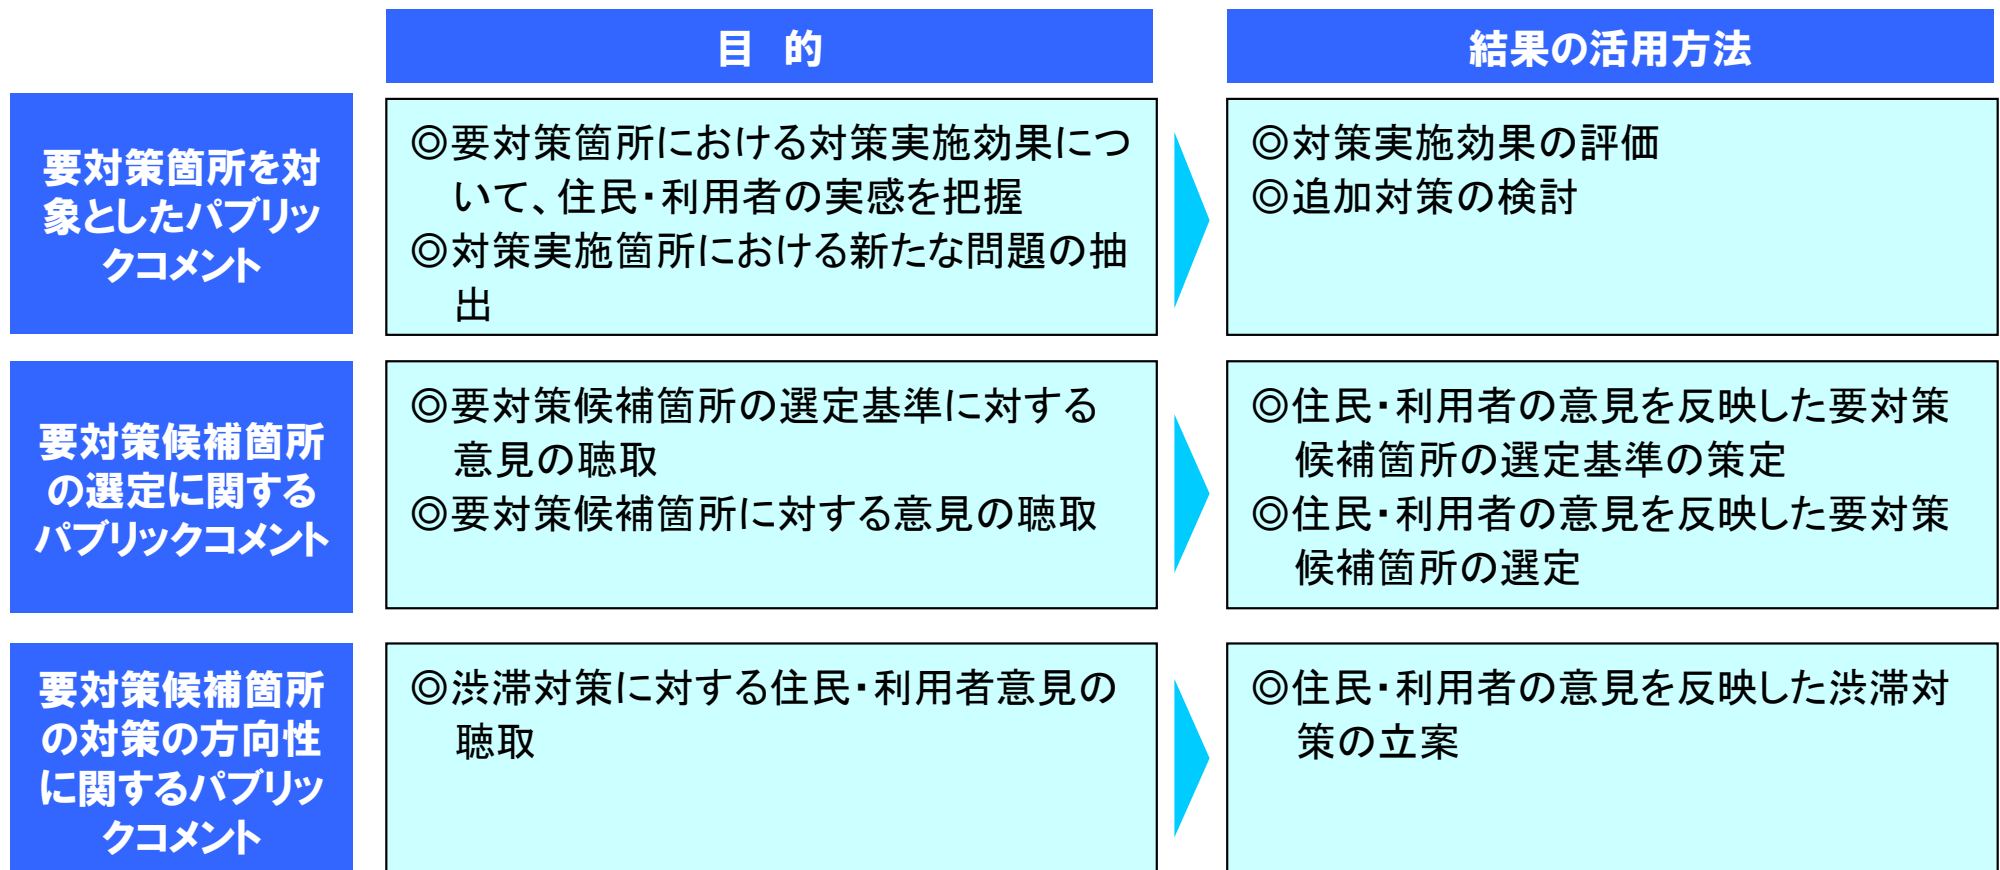 目 的
結果の活用方法
要対策箇所を対
象としたパブリッ
クコメント
◎要対策箇所における対策実施効果につ
いて、住民・利用者の実感を把握
◎対策実施箇所における新たな問題の抽
出
◎対策実施効果の評価
◎追加対策の検討
要対策候補箇所
の選定に関する
パブリックコメント
◎要対策候補箇所の選定基準に対する
意見の聴取
◎要対策候補箇所に対する意見の聴取
◎住民・利用者の意見を反映した要対策
候補箇所の選定基準の策定
◎住民・利用者の意見を反映した要対策
候補箇所の選定
要対策候補箇所
の対策の方向性
に関するパブリッ
クコメント
◎渋滞対策に対する住民・利用者意見の
聴取
◎住民・利用者の意見を反映した渋滞対
策の立案